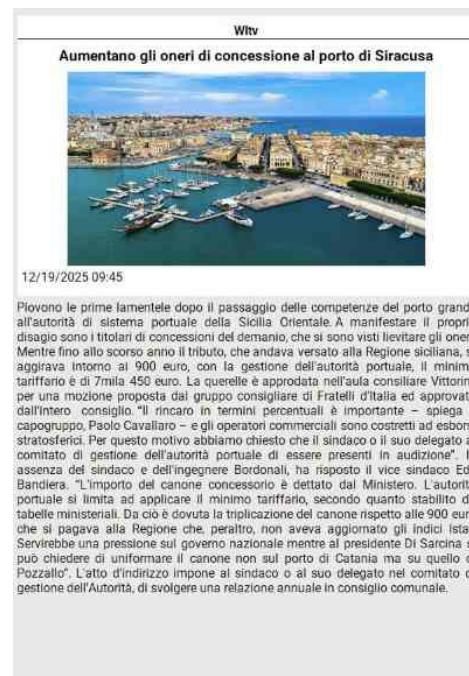 Wltv
Aumentano gli oneri di concessione al porto di Siracusa
12/19/2025 09:45
Piovono le prime lamentele dopo il passaggio delle competenze del porto grand
all'autorità di sistema portuale della Sicilia Orientale. A manifestare il propri
disagio sono i titolari di concessioni del demanio, che si sono visti lievitare gli oner
Mentre fino allo scorso anno il tributo, che andava versato alla Regione siciliana, s
aggirava intorno ai 900 euro, con la gestione dell'autorità portuale, il minim
tariffario è di 7mila 450 euro. La querelle è approdata nell'aula consiliare Vittorin
per una mozione proposta dal gruppo consigliare di Fratelli d'Italia ed approvat
dall'intero consiglio. "Il rincaro in termini percentuali è importante – spiega
capogruppo, Paolo Cavallaro – e gli operatori commerciali sono costretti ad esbor
stratosferici. Per questo motivo abbiamo chiesto che il sindaco o il suo delegato a
comitato di gestione dell'autorità portuale di essere presenti in audizione". I
assenza del sindaco e dell'ingegnere Bordonali, ha risposto il vice sindaco Ed
Bandiera. "L'importo del canone concessorio è dettato dal Ministero. L'autorit
portuale si limita ad applicare il minimo tariffario, secondo quanto stabilito d
tabelle ministeriali. Da ciò è dovuta la triplicazione del canone rispetto alle 900 eur
che si pagava alla Regione che, peraltro, non aveva aggiornato gli indici Ista
Servirebbe una pressione sul governo nazionale mentre al presidente Di Sarcina s
può chiedere di uniformare il canone non sul porto di Catania ma su quello d
Pozzallo". L'atto d'indirizzo impone al sindaco o al suo delegato nel comitato d
gestione dell'Autorità, di svolgere una relazione annuale in consiglio comunale.